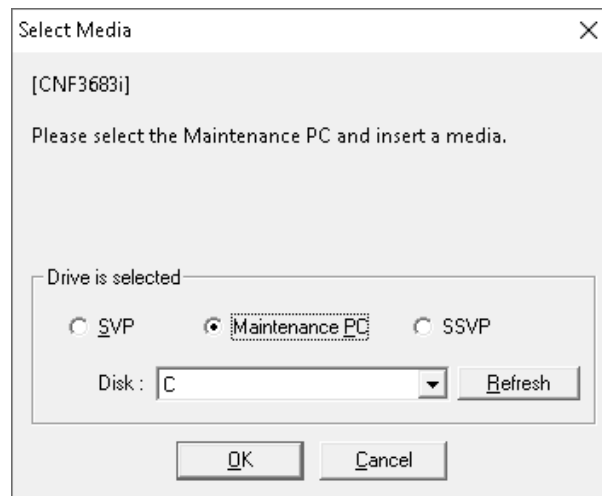 Select Media
[CNF3683i]
Please select the Maintenance PC and insert a media.
Drive is selected
SVP Maintenance PC SSVP
Disk : C Refresh
OK Cancel